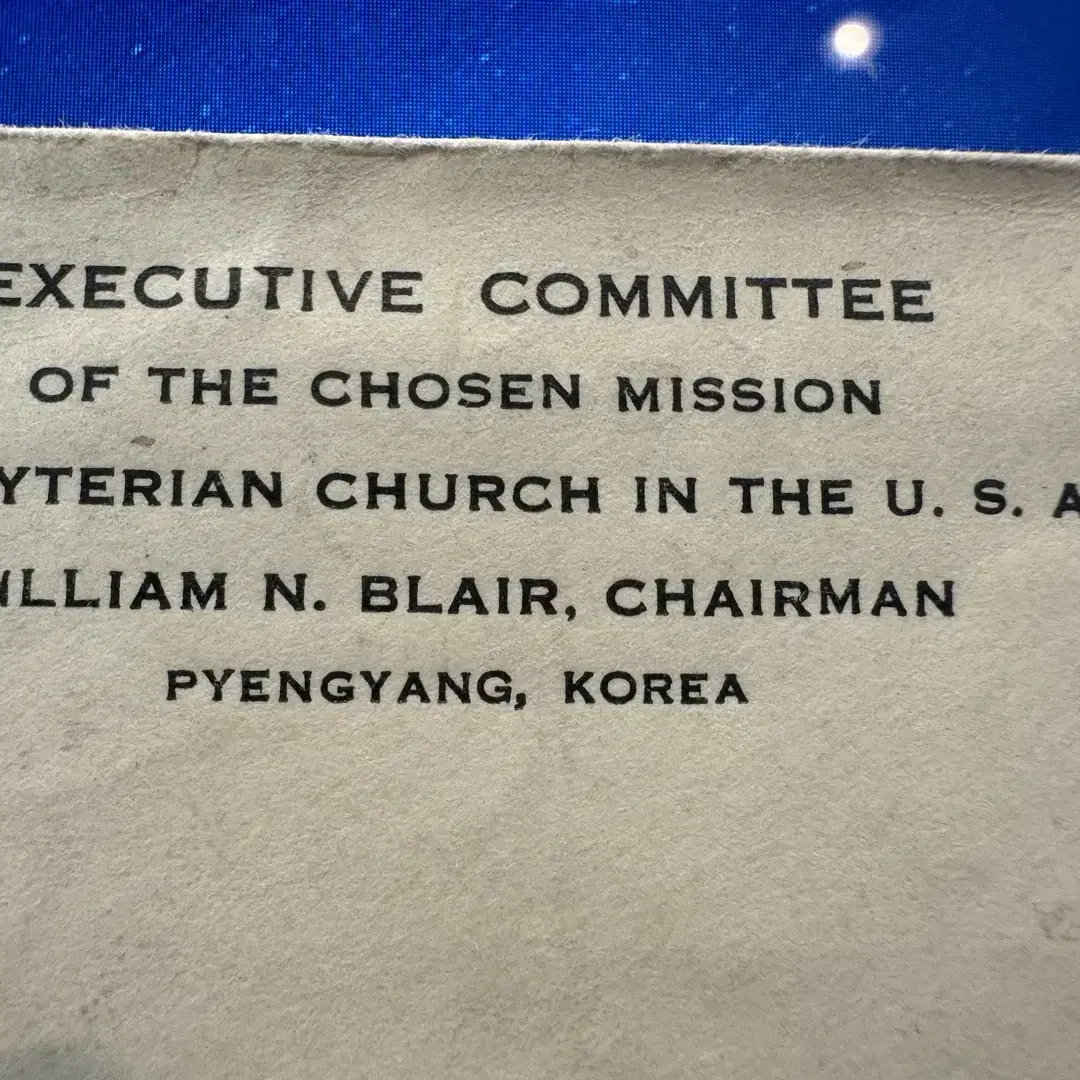 EXECUTIVE COMMITTEE
OF THE CHOSEN MISSION
YTERIAN CHURCH IN THE U. S. A
ILLIAM N. BLAIR, CHAIRMAN
PYENGYANG, KOREA